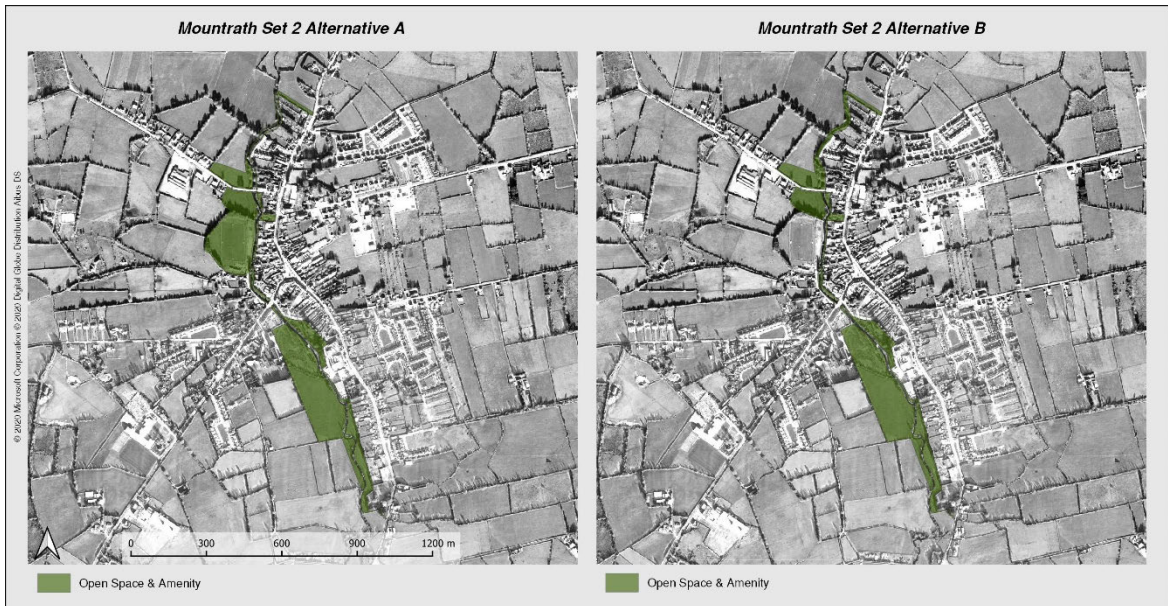 Mountrath Set 2 Alternative A
Mountrath Set 2 Alternative B
© 2020 Microsoft Corporation © 2020 Digital Globe Distribution Aibus DS
0 300 600 900 1200 m
Open Space & Amenity
Open Space & Amenity